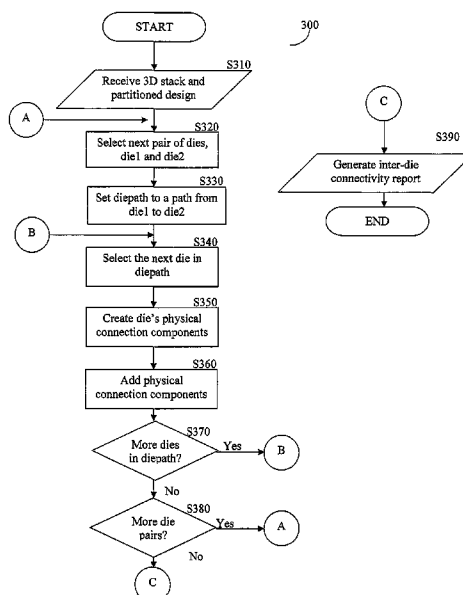 START
300
S310
Receive 3D stack and
partitioned design
A
S320
Select next pair of dies,
die1 and die2
S330
Set diepath to a path from
die1 to die2
B
S340
Select the next die in
diepath
S350
Create die's physical
connection components
S360
Add physical
connection components
S370
More dies
in diepath?
Yes
B
No
S380
More die
pairs?
Yes
A
No
C
C
S390
Generate inter-die
connectivity report
END